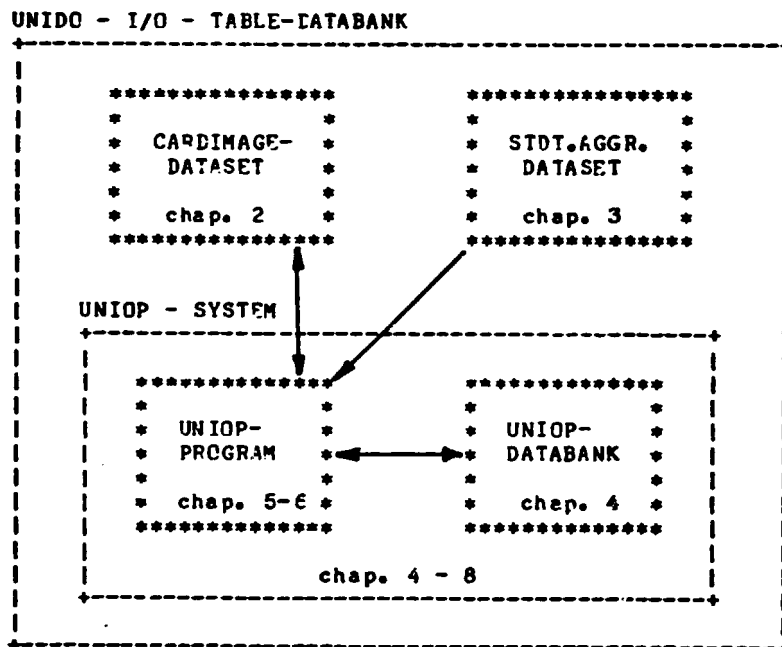 UNIDO - I/O - TABLE-DATABANK
CARDIMAGE-
DATASET
chap. 2
STDT.AGGR.
DATASET
chap. 3
UNIOP - SYSTEM
UNIOP-
PROGRAM
chap. 5-6
UNIOP-
DATABANK
chap. 4
chap. 4 - 8